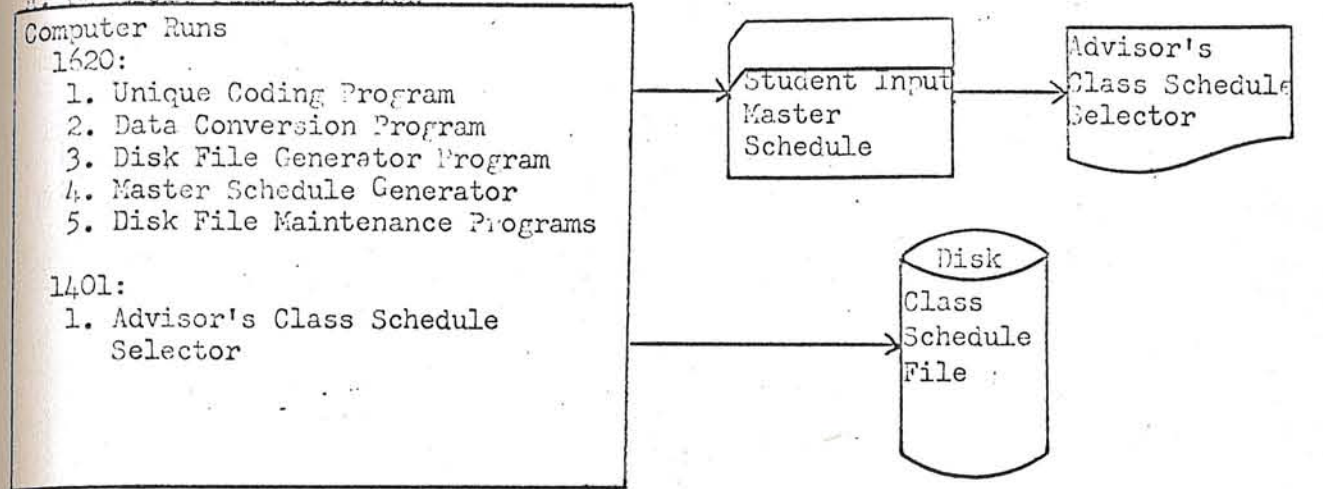 Computer Runs
1620:
1. Unique Coding Program
2. Data Conversion Program
3. Disk File Generator Program
4. Master Schedule Generator
5. Disk File Maintenance Programs
1401:
1. Advisor's Class Schedule
Selector
Student Input
Master
Schedule
Advisor's
Class Schedule
Selector
Disk
Class
Schedule
File